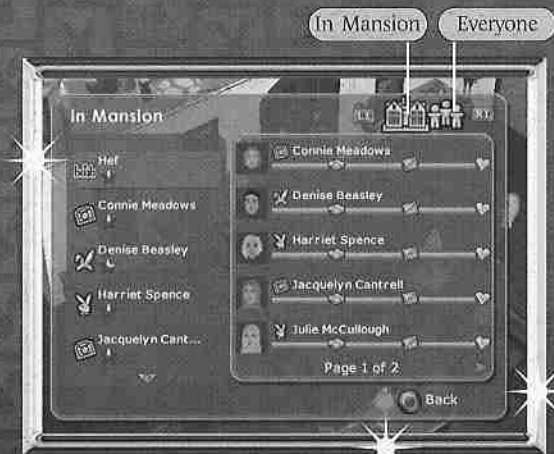 In Mansion Everyone
In Mansion
Hef
Connie Meadows
Denise Beasley
Harriet Spence
Jacquelyn Cant...
Connie Meadows
Denise Beasley
Harriet Spence
Jacquelyn Cantrell
Julie McCullough
Page 1 of 2
Back